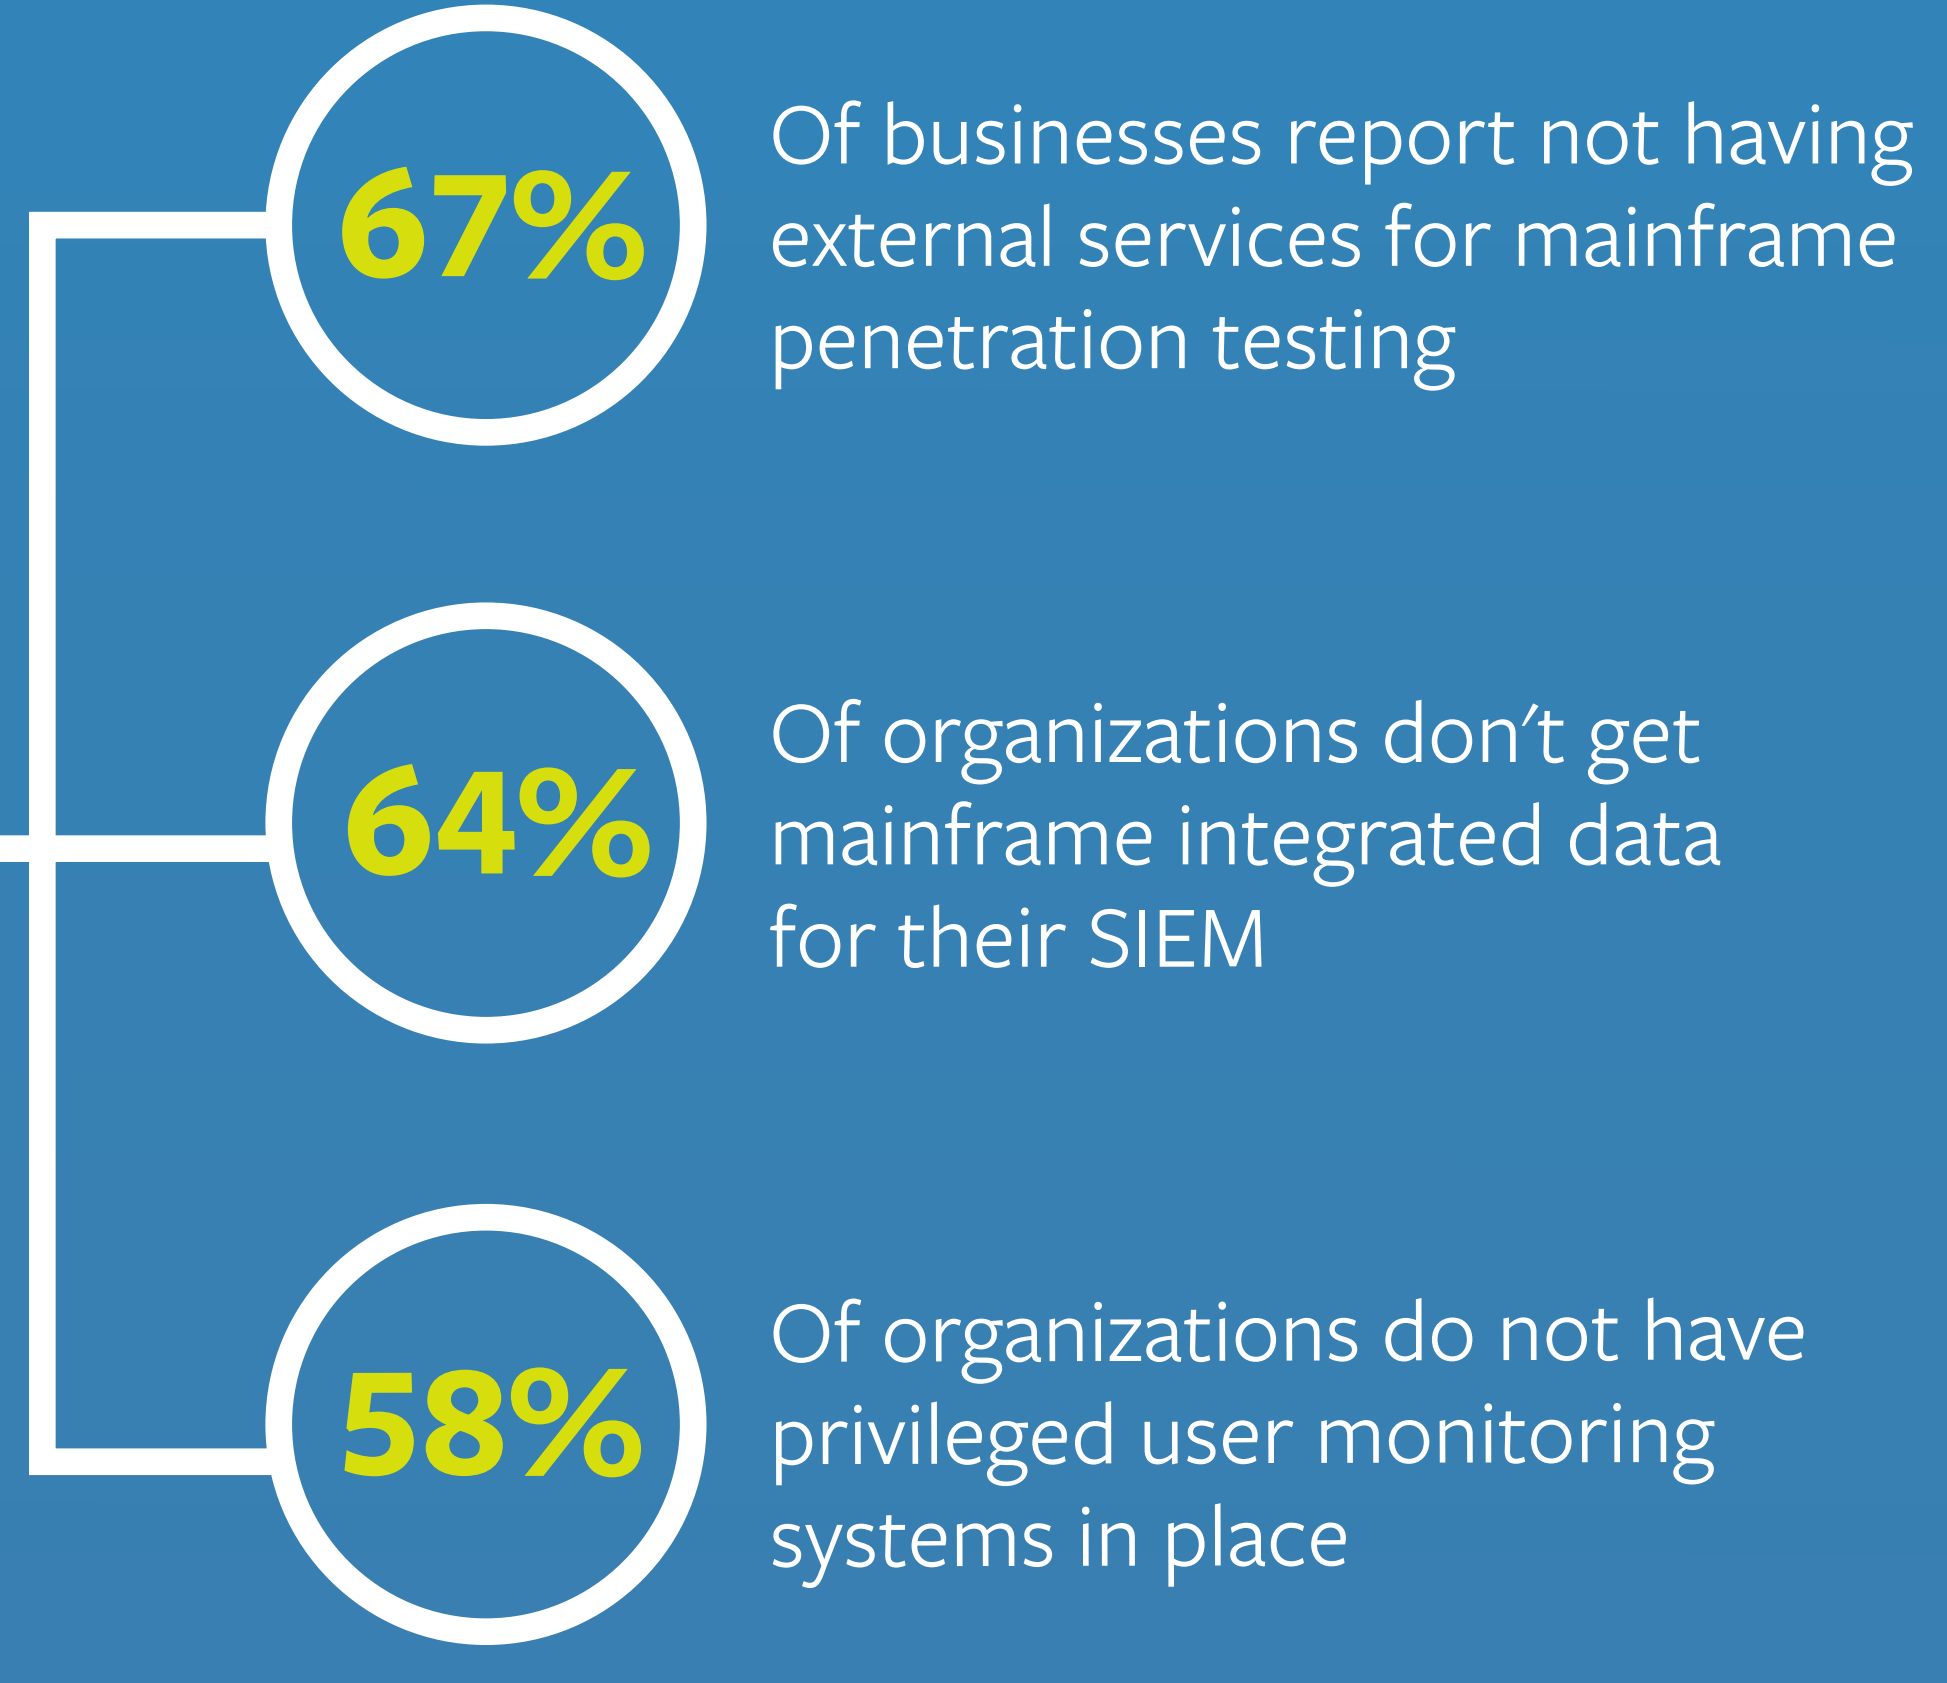 67%
Of businesses report not having
external services for mainframe
penetration testing
64%
Of organizations don't get
mainframe integrated data
for their SIEM
58%
Of organizations do not have
privileged user monitoring
systems in place